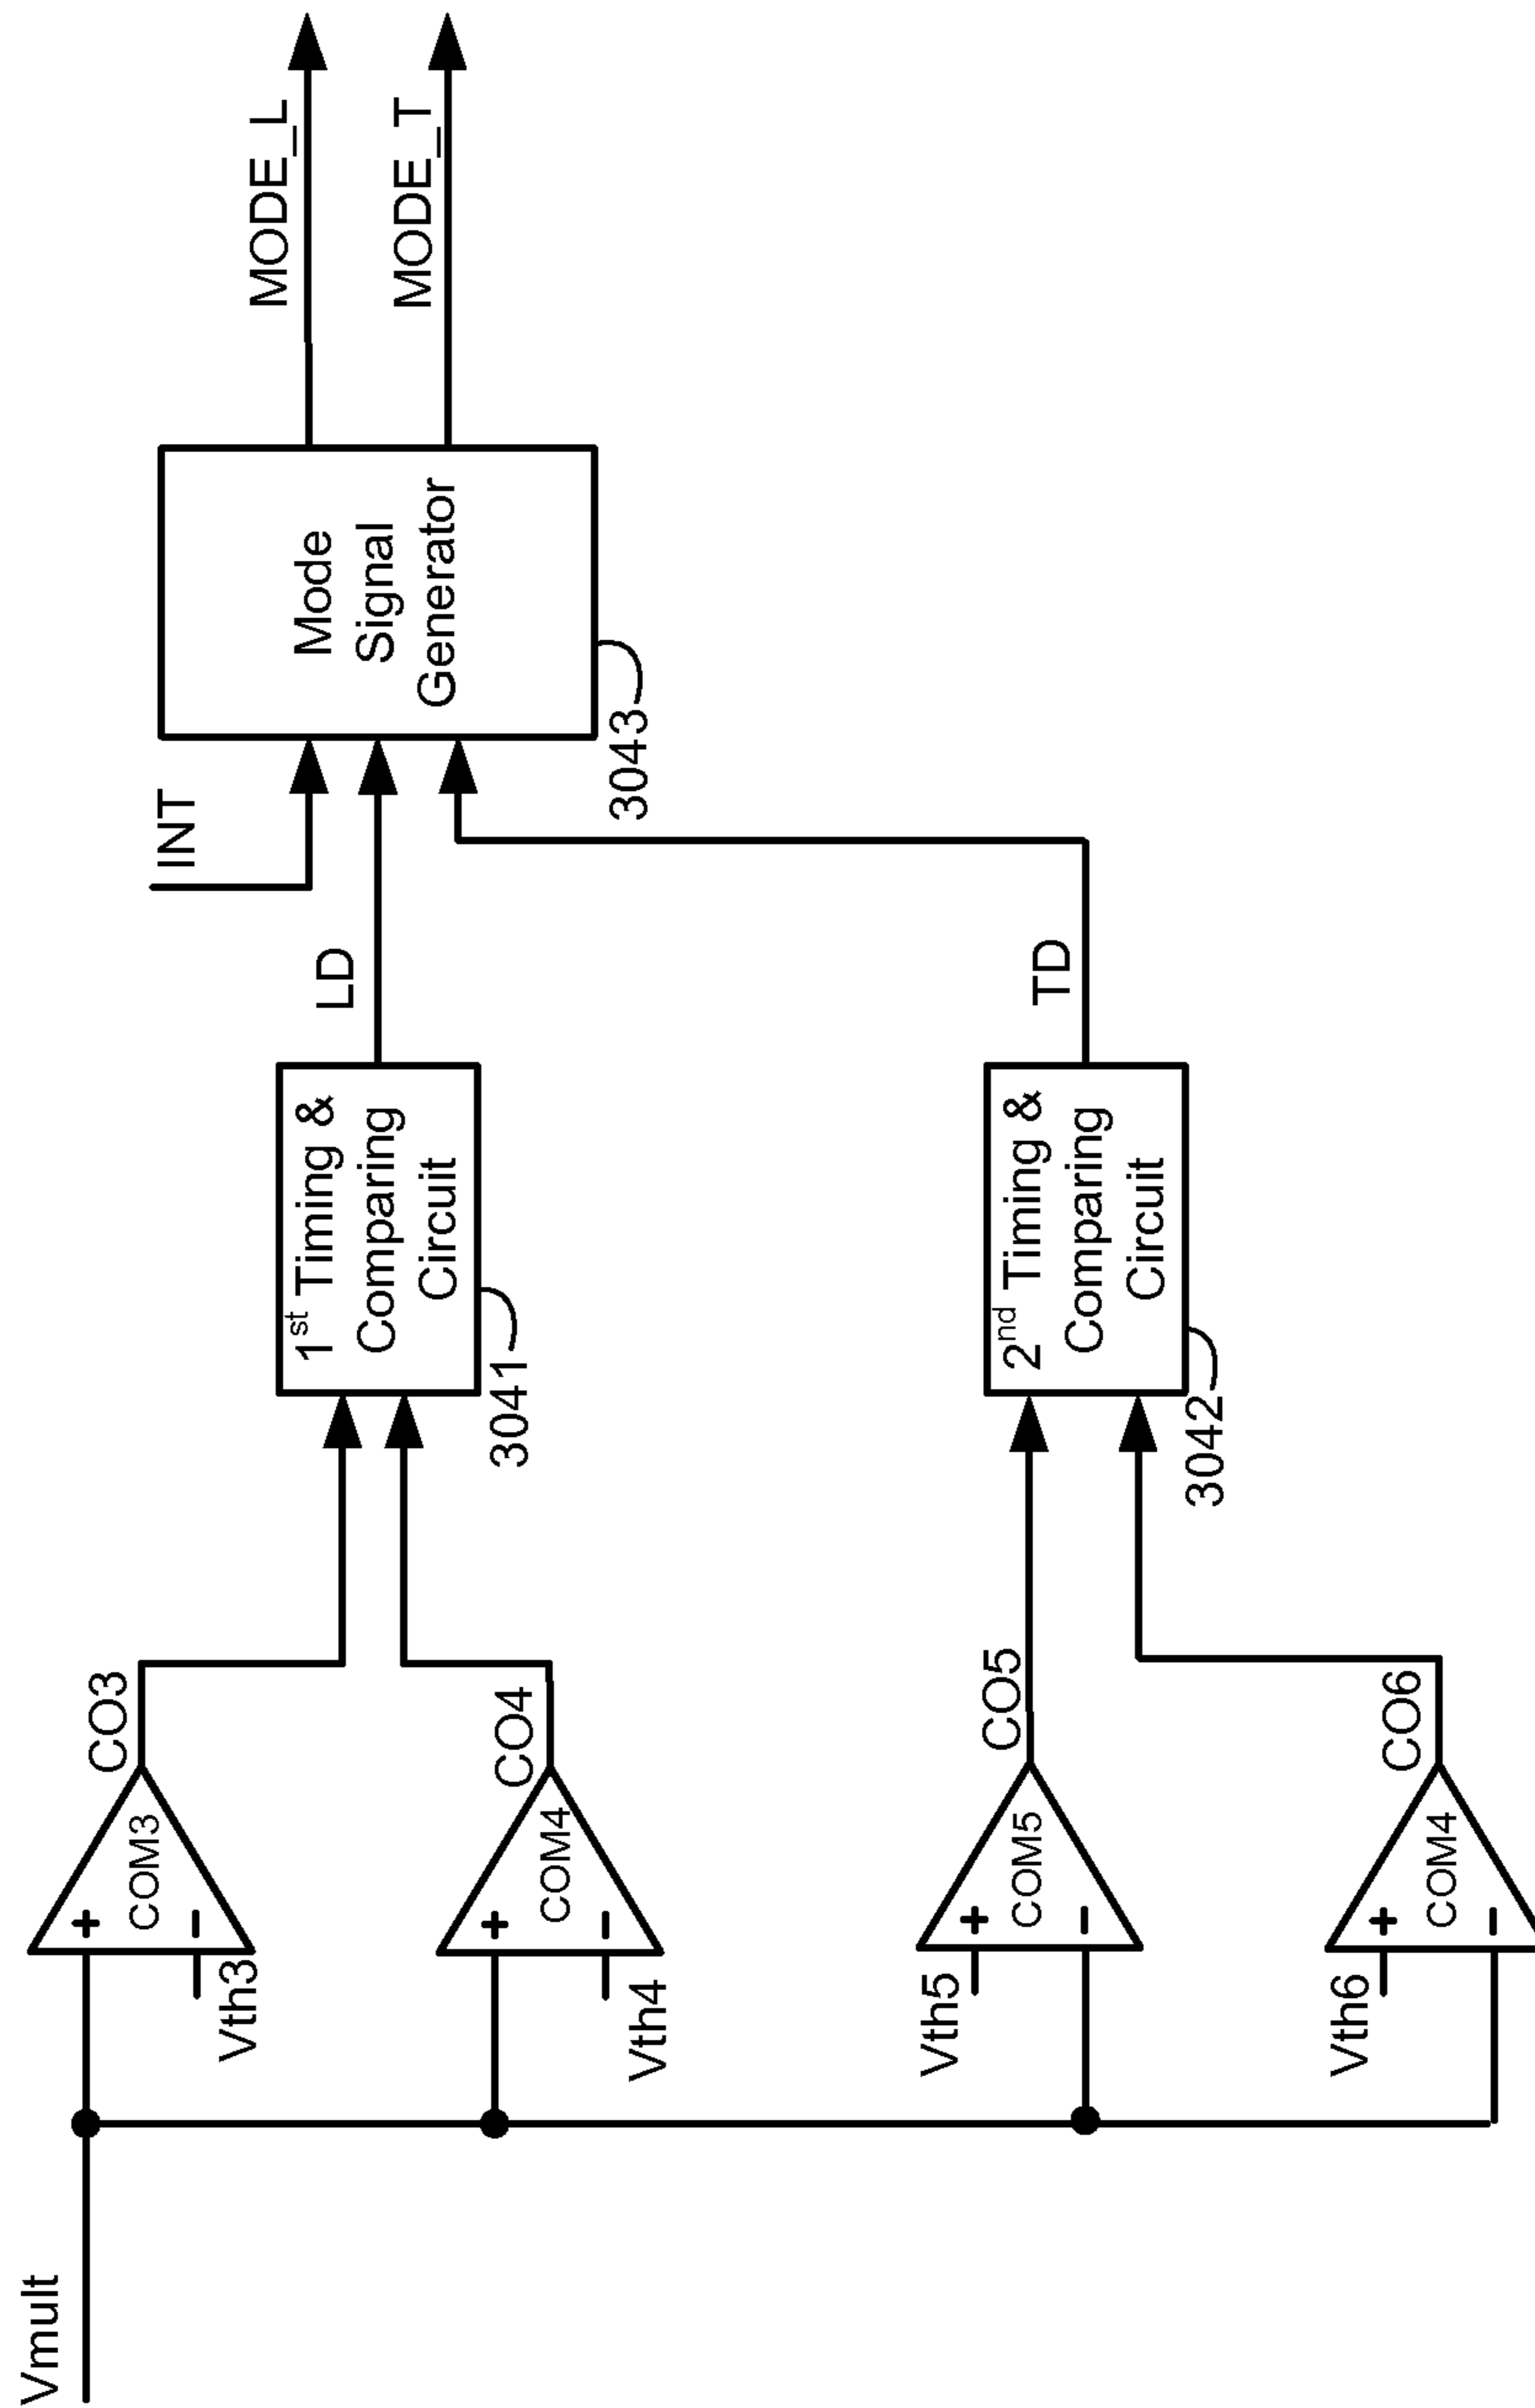 Vmult
Vth3
+
−
COM3
CO3
Vth4
+
−
COM4
CO4
Vth5
+
−
COM5
CO5
Vth6
+
−
COM4
CO6
1st Timing &
Comparing
Circuit
3041
2nd Timing &
Comparing
Circuit
3042
LD
TD
INT
Mode
Signal
Generator
3043
MODE_L
MODE_T